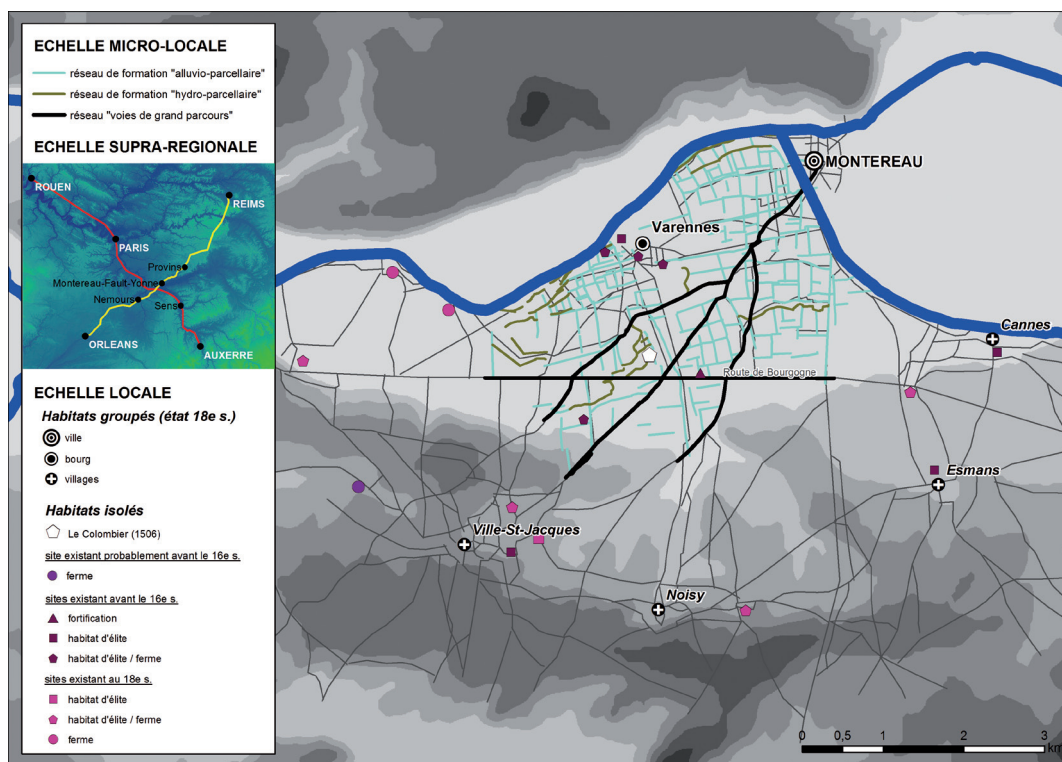 ECHELLE MICRO-LOCALE
réseau de formation "alluvio-parcellaire"
réseau de formation "hydro-parcellaire"
réseau "voies de grand parcours"
ECHELLE SUPRA-REGIONALE
ROUEN
REIMS
PARIS
Provins
Montereau-Fault-Yonne
Nemours
Sens
ORLEANS
AUXERRE
ECHELLE LOCALE
Habitats groupés (état 18e s.)
ville
bourg
villages
Habitats isolés
Le Colombier (1506)
site existant probablement avant le 16e s.
ferme
sites existant avant le 16e s.
fortification
habitat d'élite
habitat d'élite / ferme
sites existant au 18e s.
habitat d'élite
habitat d'élite / ferme
ferme
MONTEREAU
Varennes
Cannes
Route de Bourgogne
Esmans
Ville-St-Jacques
Noisy
0 0,5 1 2 3
km